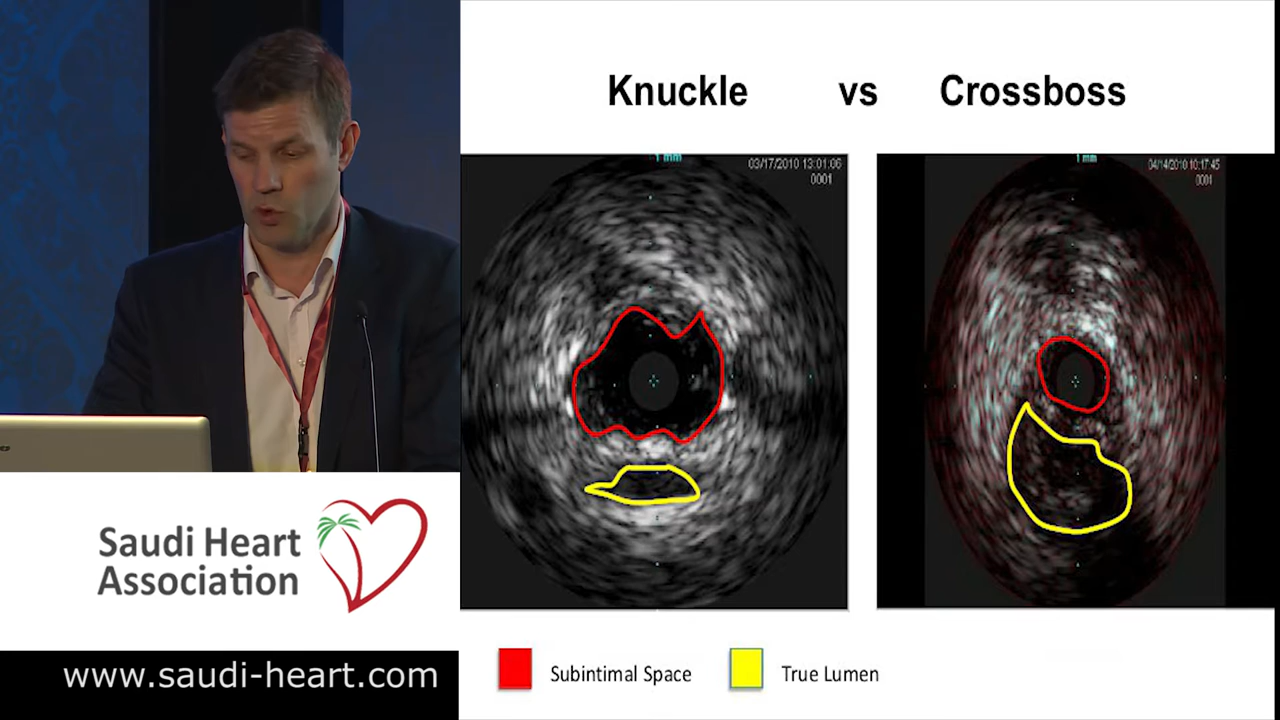 Knuckle vs Crossboss
1 mm
03/17/2010 13:01:06
0001
1 mm
04/14/2010 10:17:45
0001
Saudi Heart
Association
www.saudi-heart.com
Subintimal Space
True Lumen